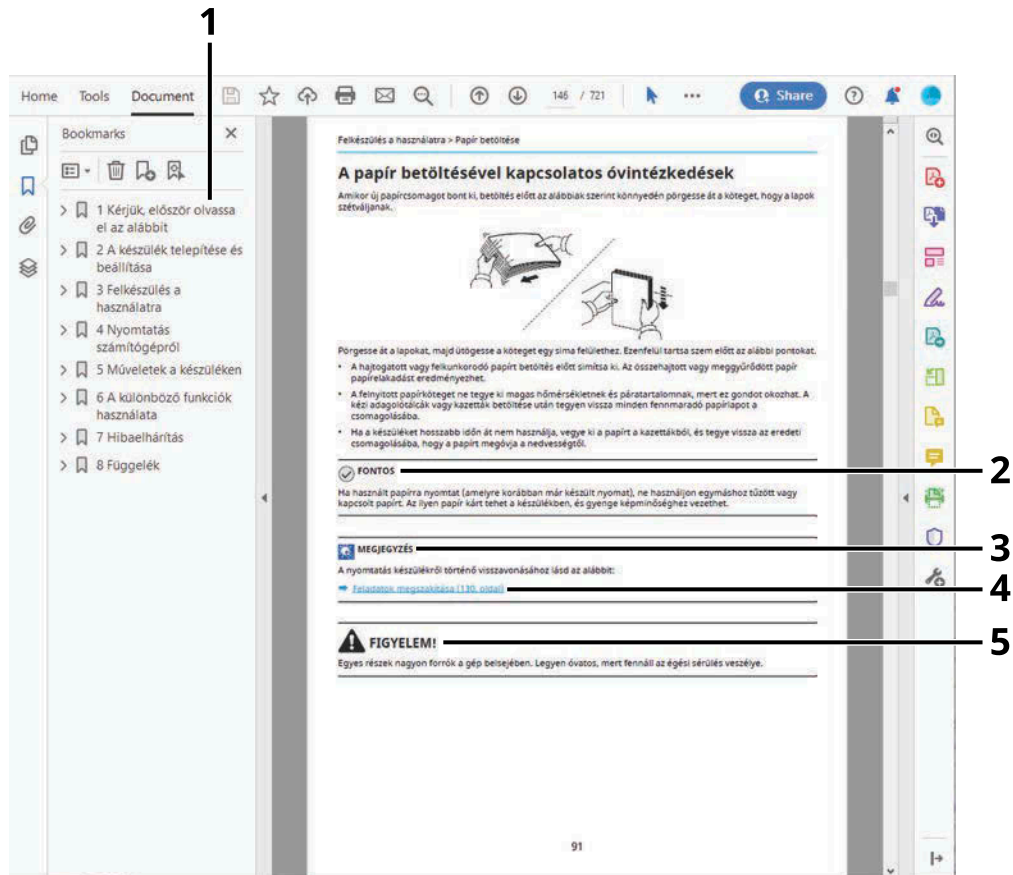 1
Home Tools Document 146 / 721 Share
Bookmarks
1 Kérjük, először olvassa
el az alábbit
2 A készülék telepítése és
beállítása
3 Felkészülés a
használatra
4 Nyomtatás
számítógépről
5 Műveletek a készüléken
6 A különböző funkciók
használata
7 Hibaelhárítás
8 Függelék
Felkészülés a használatra > Papír betöltése
A papír betöltésével kapcsolatos óvintézkedések
Amikor új papírcsomagot bont ki, betöltés előtt az alábbiak szerint könnyedén pörgesse át a köteget, hogy a lapok
szétváljanak.
Pörgesse át a lapokat, majd ütögesse a köteget egy sima felülethez. Ezenfelül tartsa szem előtt az alábbi pontokat.
• A hajtogatott vagy felkunkorodó papírt betöltés előtt simítsa ki. Az összehajtott vagy meggyűrődött papír
papírelakadást eredményezhet.
• A felnyitott papírköteget ne tegye ki magas hőmérsékletnek és páratartalomnak, mert ez gondot okozhat. A
kézi adagolótálcák vagy kazetták betöltése után tegyen vissza minden fennmaradó papírlapot a
csomagolásába.
• Ha a készüléket hosszabb időn át nem használja, vegye ki a papírt a kazettákból, és tegye vissza az eredeti
csomagolásába, hogy a papírt megóvja a nedvességtől.
FONTOS
2
Ha használt papírra nyomtat (amelyre korábban már készült nyomat), ne használjon egymáshoz tűzött vagy
kapcsolt papírt. Az ilyen papír kárt tehet a készülékben, és gyenge képminőséghez vezethet.
MEGJEGYZÉS
3
A nyomtatás készülékről történő visszavonásához lásd az alábbit:
Feladatok megszakítása (130. oldal)
4
FIGYELEM!
5
Egyes részek nagyon forrók a gép belsejében. Legyen óvatos, mert fennáll az égési sérülés veszélye.
91